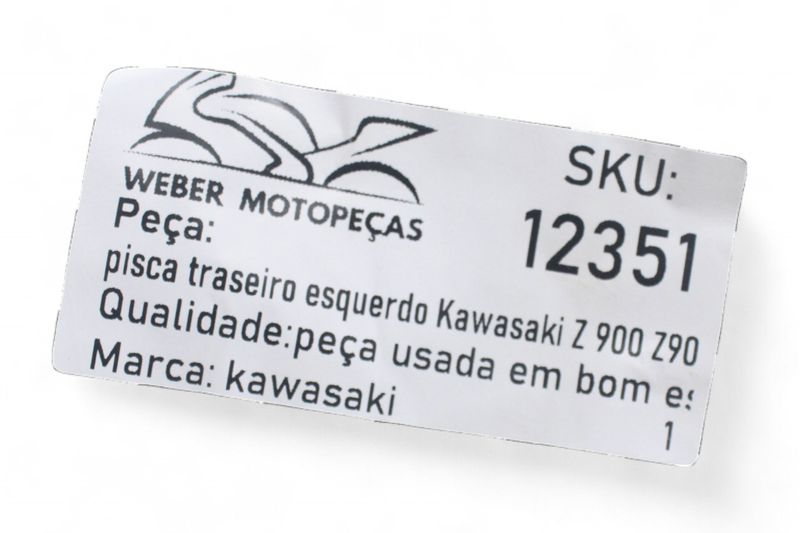 WEBER MOTOPEÇAS
SKU:
12351
Peça:
pisca traseiro esquerdo Kawasaki Z 900 Z90
Qualidade:peça usada em bom es
Marca: kawasaki
1